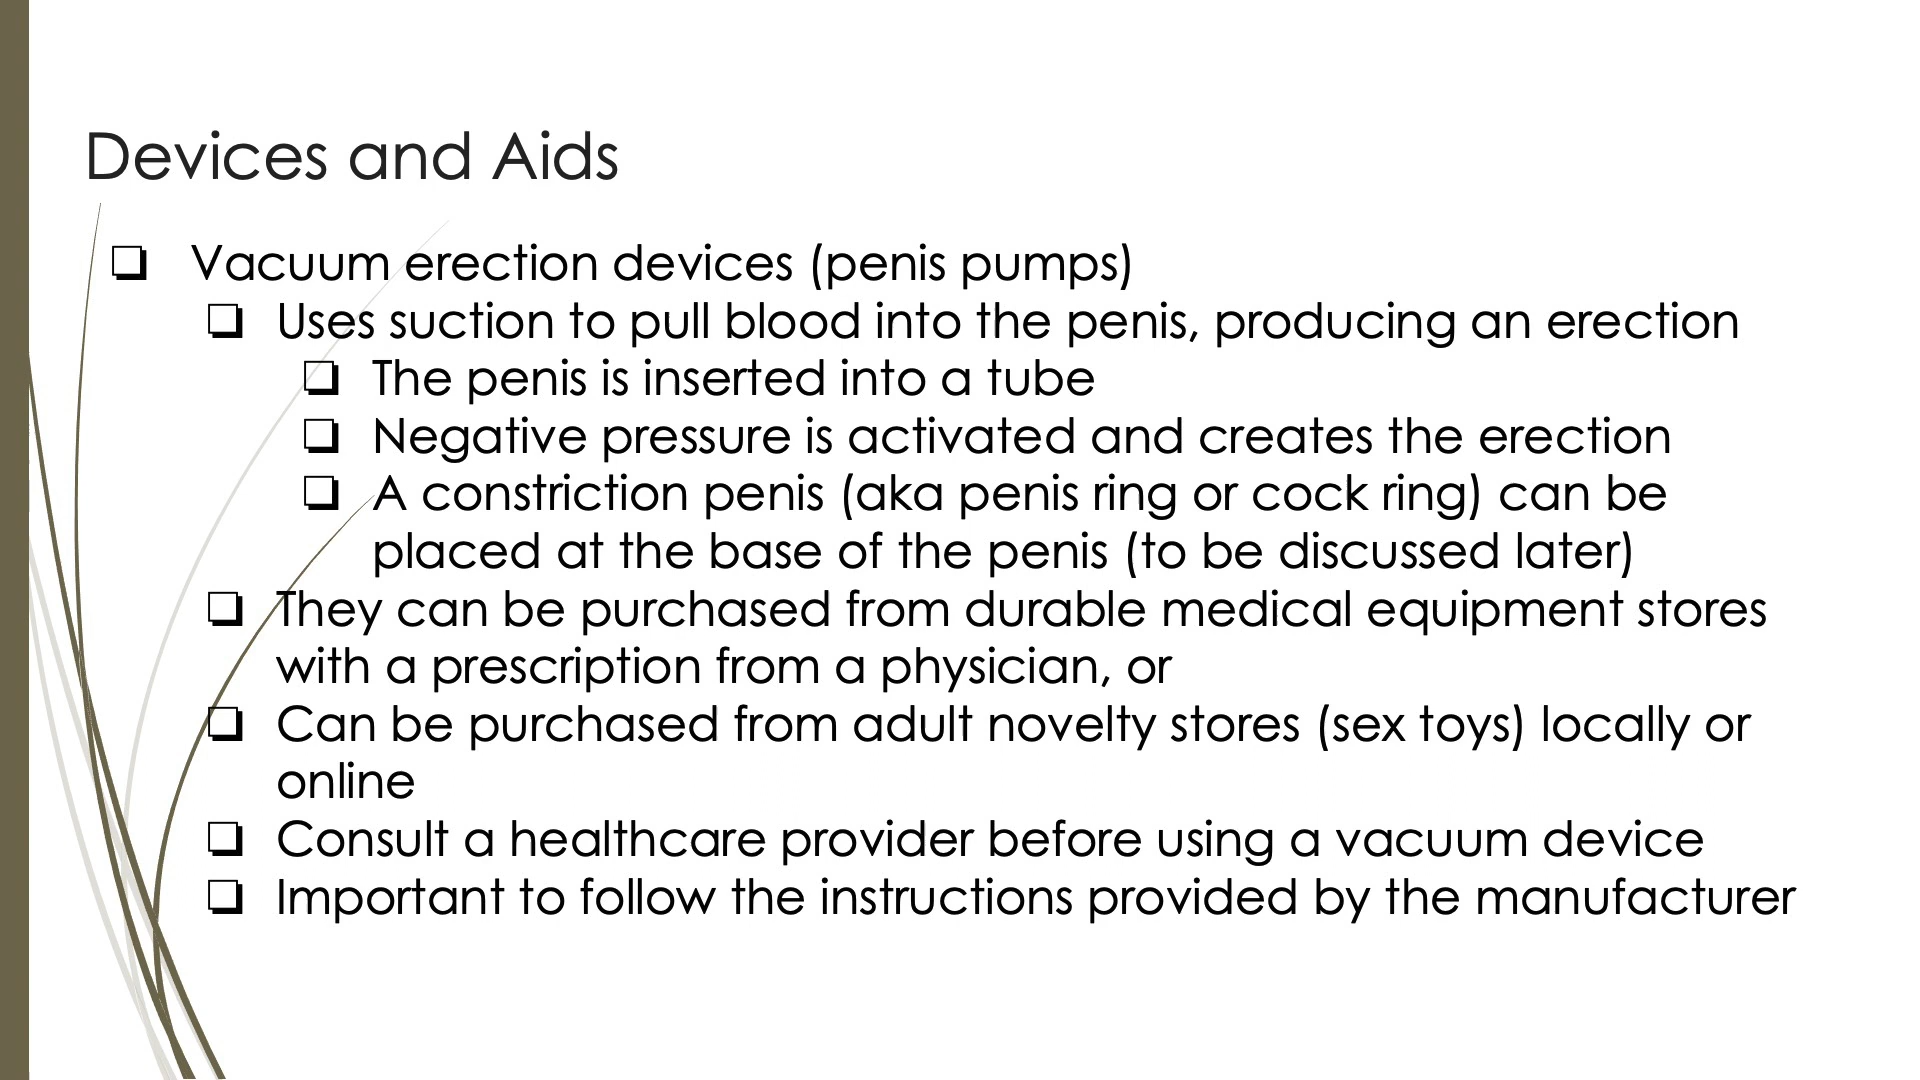 Devices and Aids
❏ Vacuum erection devices (penis pumps)
❏ Uses suction to pull blood into the penis, producing an erection
❏ The penis is inserted into a tube
❏ Negative pressure is activated and creates the erection
❏ A constriction penis (aka penis ring or cock ring) can be
placed at the base of the penis (to be discussed later)
❏ They can be purchased from durable medical equipment stores
with a prescription from a physician, or
❏ Can be purchased from adult novelty stores (sex toys) locally or
online
❏ Consult a healthcare provider before using a vacuum device
❏ Important to follow the instructions provided by the manufacturer